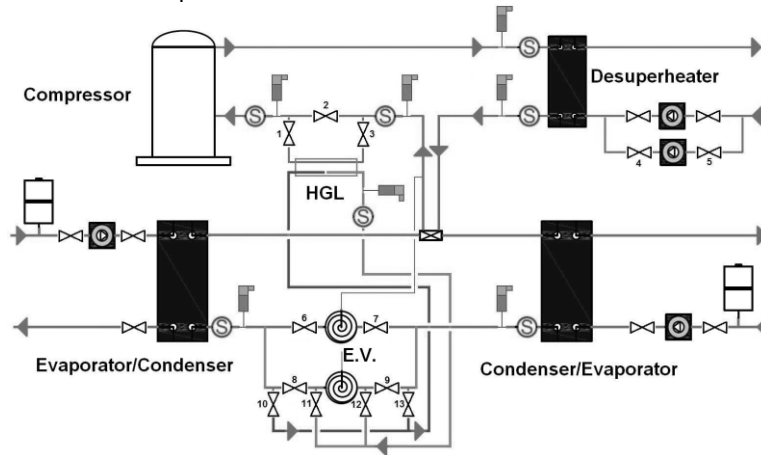 Compressor
Desuperheater
S
S
S
S
S
2
1
3
4
5
HGL
S
Evaporator/Condenser
Condenser/Evaporator
S
S
6
7
E.V.
8
9
10
11
12
13